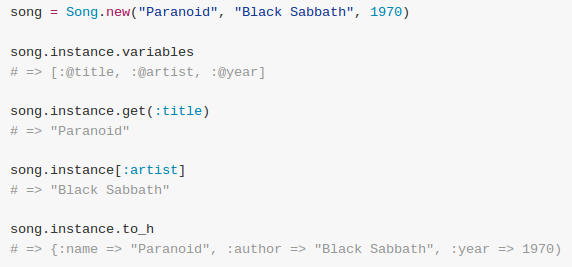 song = Song.new("Paranoid", "Black Sabbath", 1970)
song.instance.variables
# => [:@title, :@artist, :@year]
song.instance.get(:title)
# => "Paranoid"
song.instance[:artist]
# => "Black Sabbath"
song.instance.to_h
# => {:name => "Paranoid", :author => "Black Sabbath", :year => 1970)